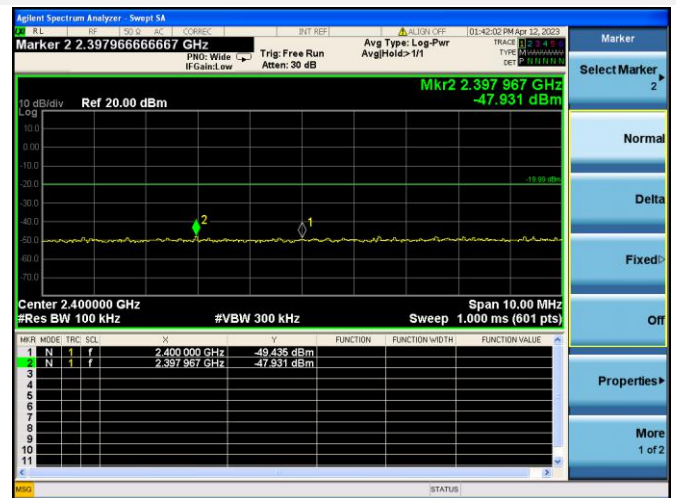 Agilent Spectrum Analyzer - Swept SA
RL RF 50 Ω AC CORREC INT REF ALIGN OFF 01:42:02 PM Apr 12, 2023
Marker 2 2.397966666667 GHz
PNO: Wide
IFGain:Low
Trig: Free Run
Atten: 30 dB
Avg Type: Log-Pwr
Avg|Hold>1/1
TRACE 1 2 3 4 5 6
TYPE M
DET P N N N N N
Mkr2 2.397 967 GHz
-47.931 dBm
10 dB/div Ref 20.00 dBm
Log
10.0
0.00
-10.0
-20.0
-30.0
-40.0
-50.0
-60.0
-70.0
-19.99 dBm
2
1
Center 2.400000 GHz Span 10.00 MHz
#Res BW 100 kHz #VBW 300 kHz Sweep 1.000 ms (601 pts)
MKR MODE TRC SCL X Y FUNCTION FUNCTION WIDTH FUNCTION VALUE
1 N 1 f 2.400 000 GHz -49.435 dBm
2 N 1 f 2.397 967 GHz -47.931 dBm
3
4
5
6
7
8
9
10
11
MSG STATUS
Marker
Select Marker
2
Normal
Delta
Fixed
Off
Properties
More
1 of 2